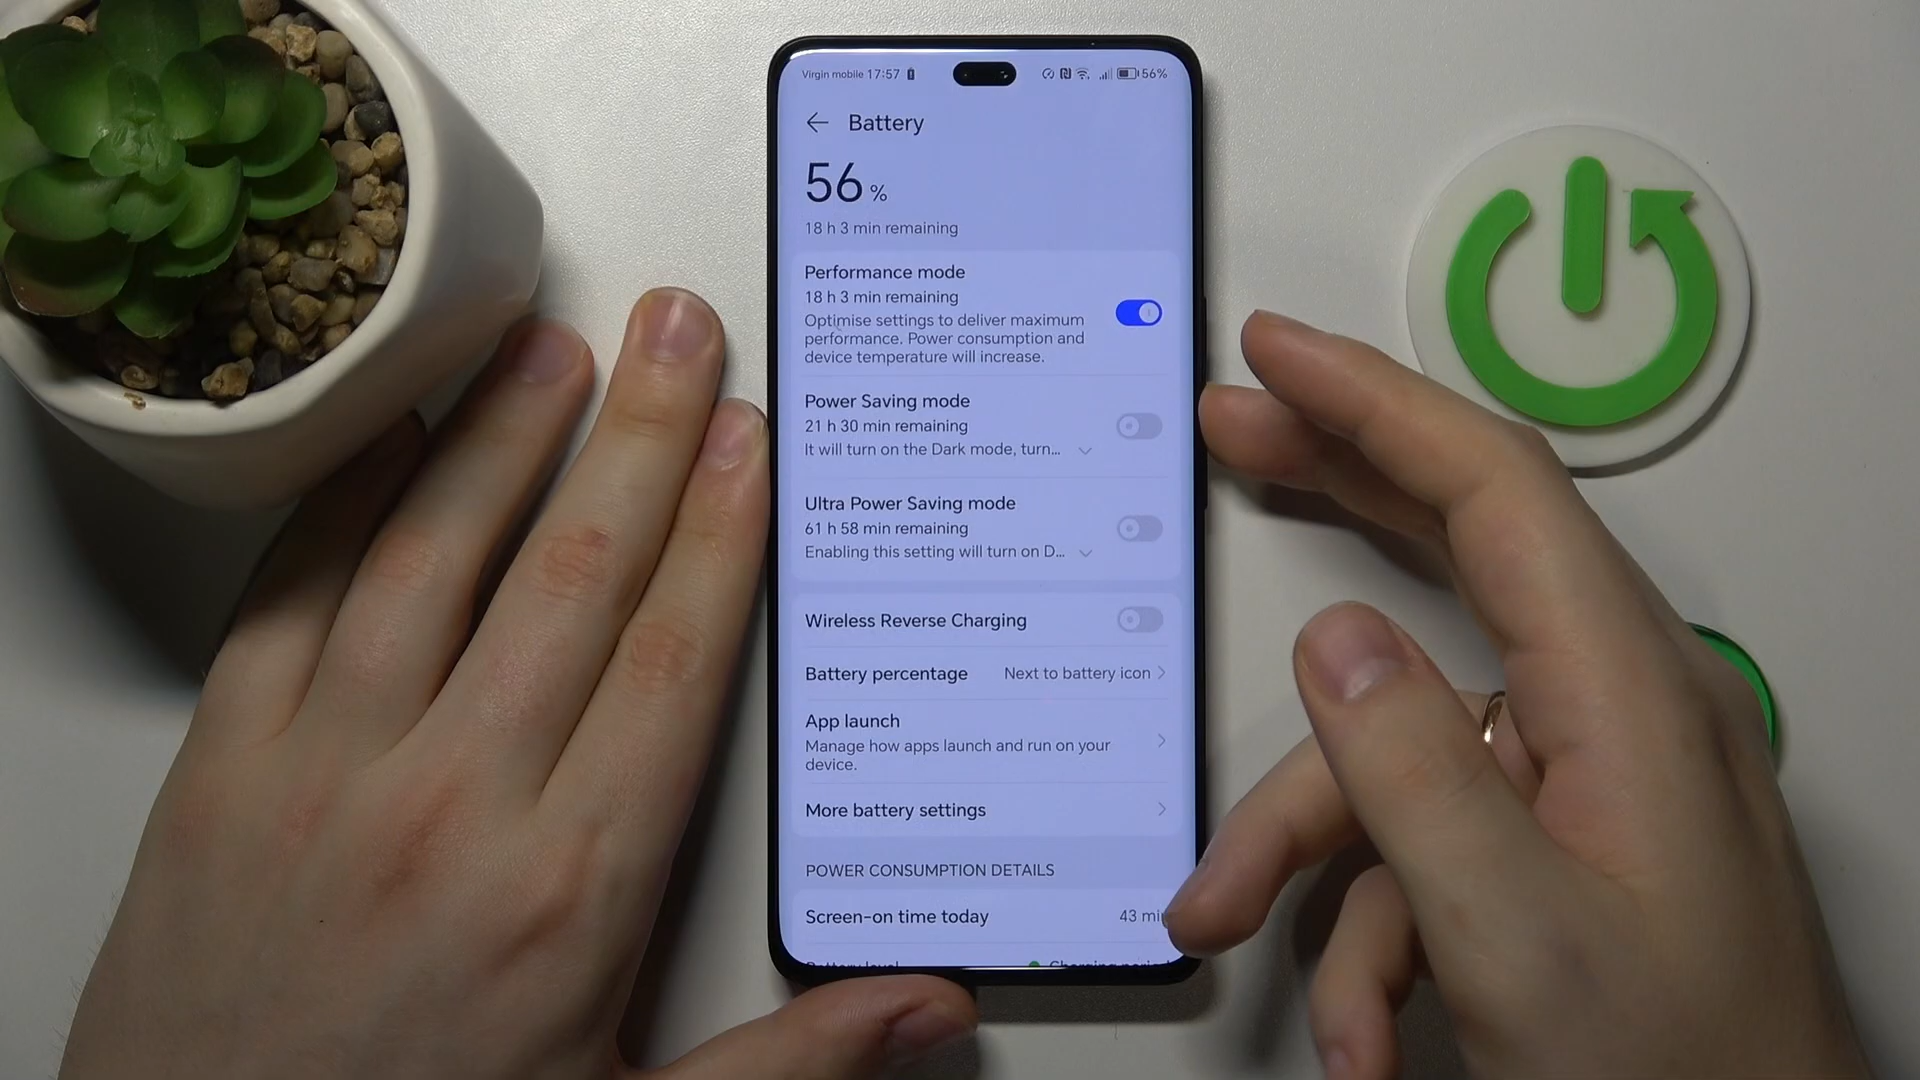 Virgin mobile 17:57 56%
Battery
56 %
18 h 3 min remaining
Performance mode
18 h 3 min remaining
Optimise settings to deliver maximum
performance. Power consumption and
device temperature will increase.
Power Saving mode
21 h 30 min remaining
It will turn on the Dark mode, turn...
Ultra Power Saving mode
61 h 58 min remaining
Enabling this setting will turn on D...
Wireless Reverse Charging
Battery percentage Next to battery icon
App launch
Manage how apps launch and run on your
device.
More battery settings
POWER CONSUMPTION DETAILS
Screen-on time today 43 mi
Battery level Charging period